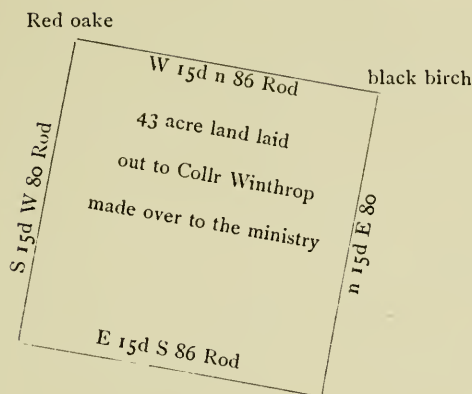 Red oake
black birch
W 15d n 86 Rod
43 acre land laid
out to Collr Winthrop
made over to the ministry
S 15d W 80 Rod
n 15d E 80
E 15d S 86 Rod